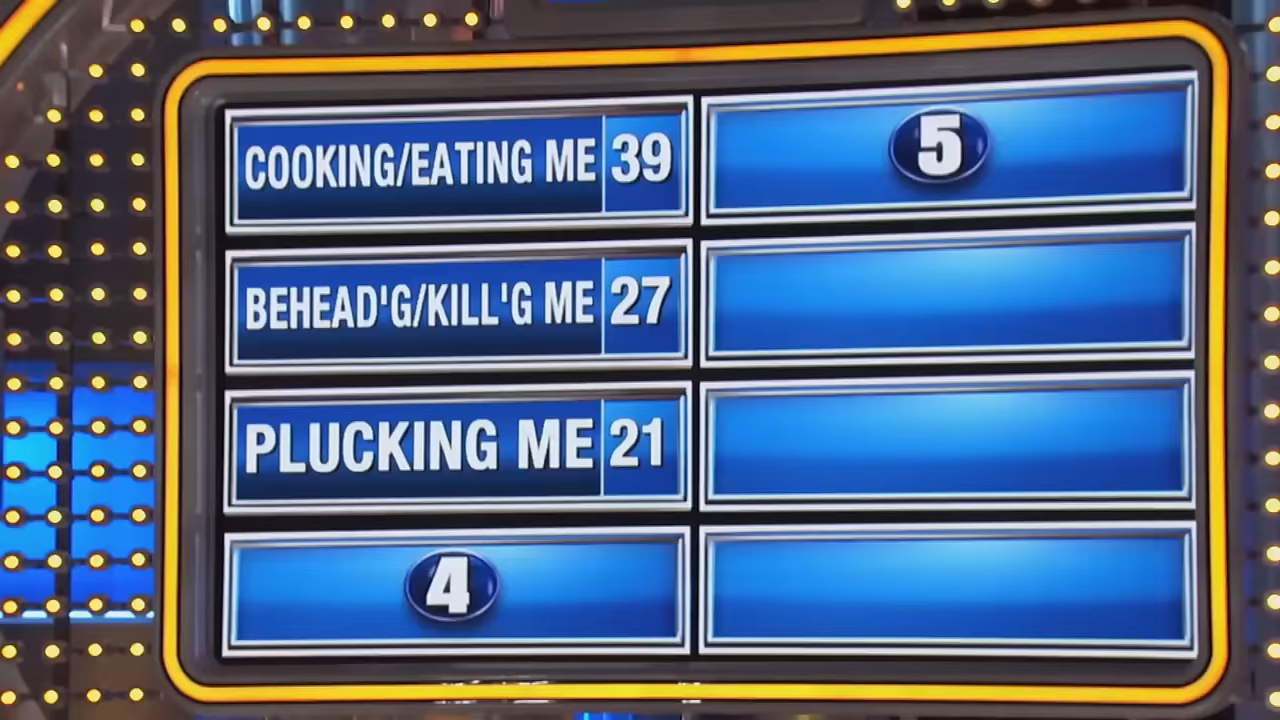 COOKING/EATING ME 39
BEHEAD'G/KILL'G ME 27
PLUCKING ME 21
4
5